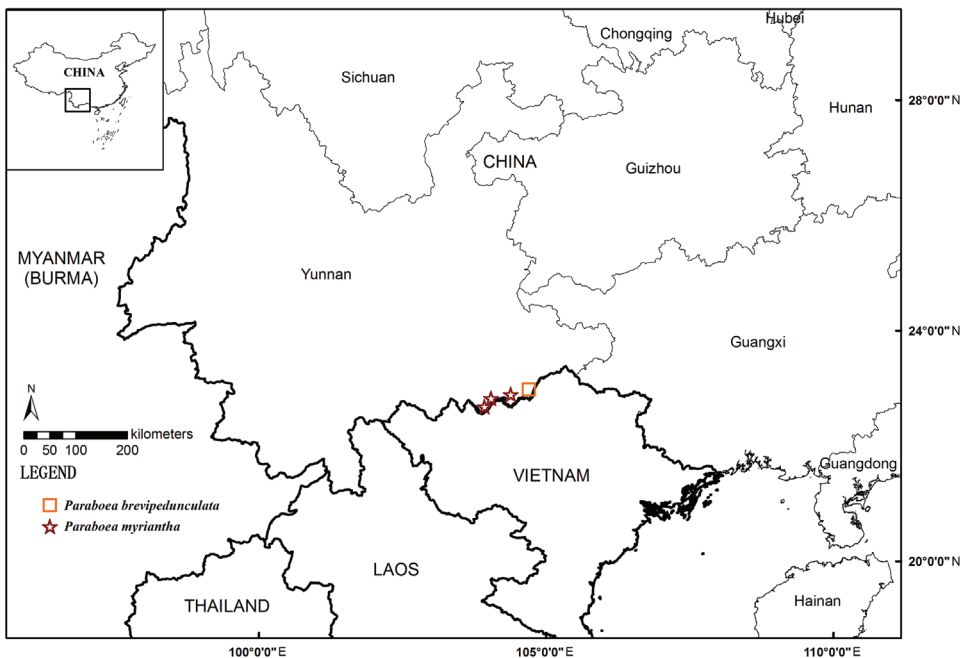 CHINA
Hubei
Chongqing
Sichuan
28°0'0"N
Hunan
CHINA
Guizhou
MYANMAR
(BURMA)
Yunnan
24°0'0"N
Guangxi
N
kilometers
0 50 100 200
LEGEND
Paraboea brevipedunculata
Paraboea myriantha
VIETNAM
Guangdong
20°0'0"N
LAOS
THAILAND
Hainan
100°0'0"E
105°0'0"E
110°0'0"E